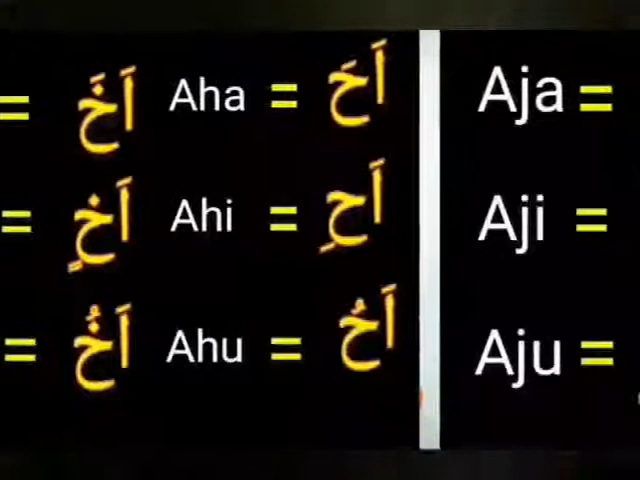 = اَخَ Aha = اَحَ Aja =
= اَخٍ Ahi = اَحِ Aji =
= اَخُ Ahu = اَحُ Aju =